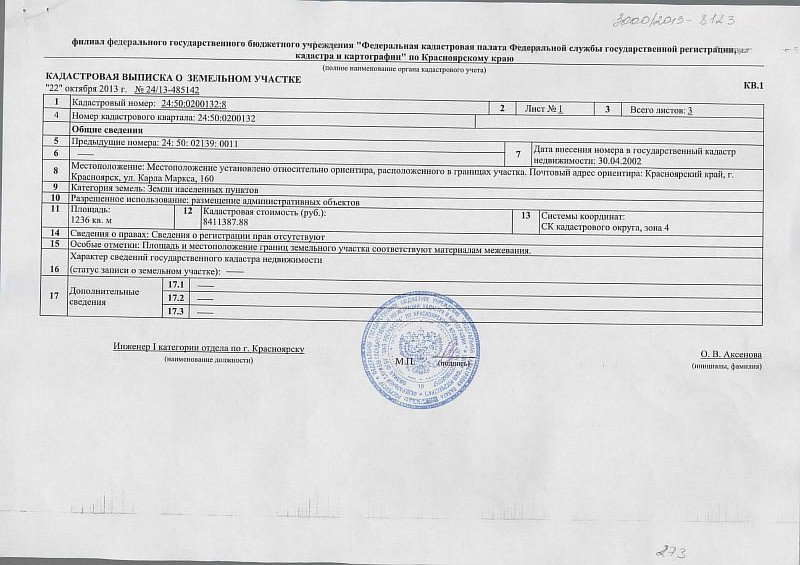 3000/2013-8123
филиал федерального государственного бюджетного учреждения "Федеральная кадастровая палата Федеральной службы государственной регистрации,
кадастра и картографии" по Красноярскому краю
(полное наименование органа кадастрового учета)
КАДАСТРОВАЯ ВЫПИСКА О ЗЕМЕЛЬНОМ УЧАСТКЕ
КВ.1
"22" октября 2013 г. № 24/13-485142
1 Кадастровый номер: 24:50:0200132:8 2 Лист № 1 3 Всего листов: 3
4 Номер кадастрового квартала: 24:50:0200132
Общие сведения
5 Предыдущие номера: 24: 50: 02139: 0011
6 —— 7 Дата внесения номера в государственный кадастр
недвижимости: 30.04.2002
8 Местоположение: Местоположение установлено относительно ориентира, расположенного в границах участка. Почтовый адрес ориентира: Красноярский край, г.
Красноярск, ул. Карла Маркса, 160
9 Категория земель: Земли населенных пунктов
10 Разрешенное использование: размещение административных объектов
11 Площадь: 12 Кадастровая стоимость (руб.): 13 Системы координат:
1236 кв. м 8411387.88 СК кадастрового округа, зона 4
14 Сведения о правах: Сведения о регистрации прав отсутствуют
15 Особые отметки: Площадь и местоположение границ земельного участка соответствуют материалам межевания.
Характер сведений государственного кадастра недвижимости
16 (статус записи о земельном участке): ——
17 Дополнительные сведения
17.1 ——
17.2 ——
17.3 ——
Инженер I категории отдела по г. Красноярску
(наименование должности)
М.П.
(подпись)
О. В. Аксенова
(инициалы, фамилия)
273